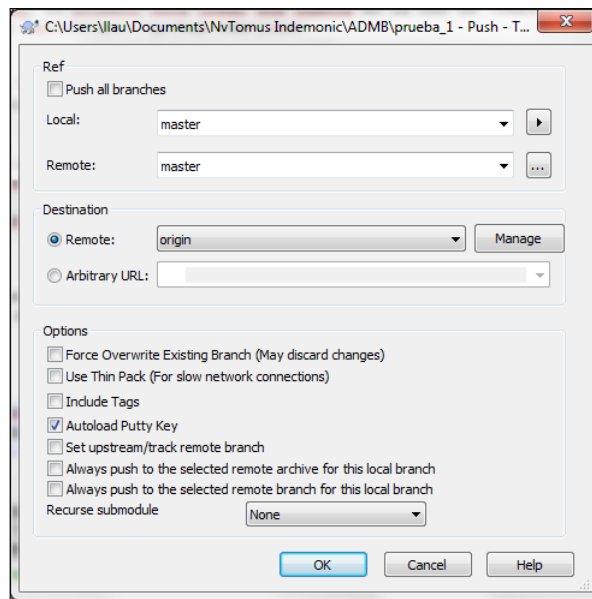 C:\Users\llau\Documents\NvTomus Indemonic\ADMB\prueba_1 - Push - T...
Ref
Push all branches
Local:
master
Remote:
master
...
Destination
Remote:
origin
Manage
Arbitrary URL:
Options
Force Overwrite Existing Branch (May discard changes)
Use Thin Pack (For slow network connections)
Include Tags
Autoload Putty Key
Set upstream/track remote branch
Always push to the selected remote archive for this local branch
Always push to the selected remote branch for this local branch
Recurse submodule
None
OK
Cancel
Help